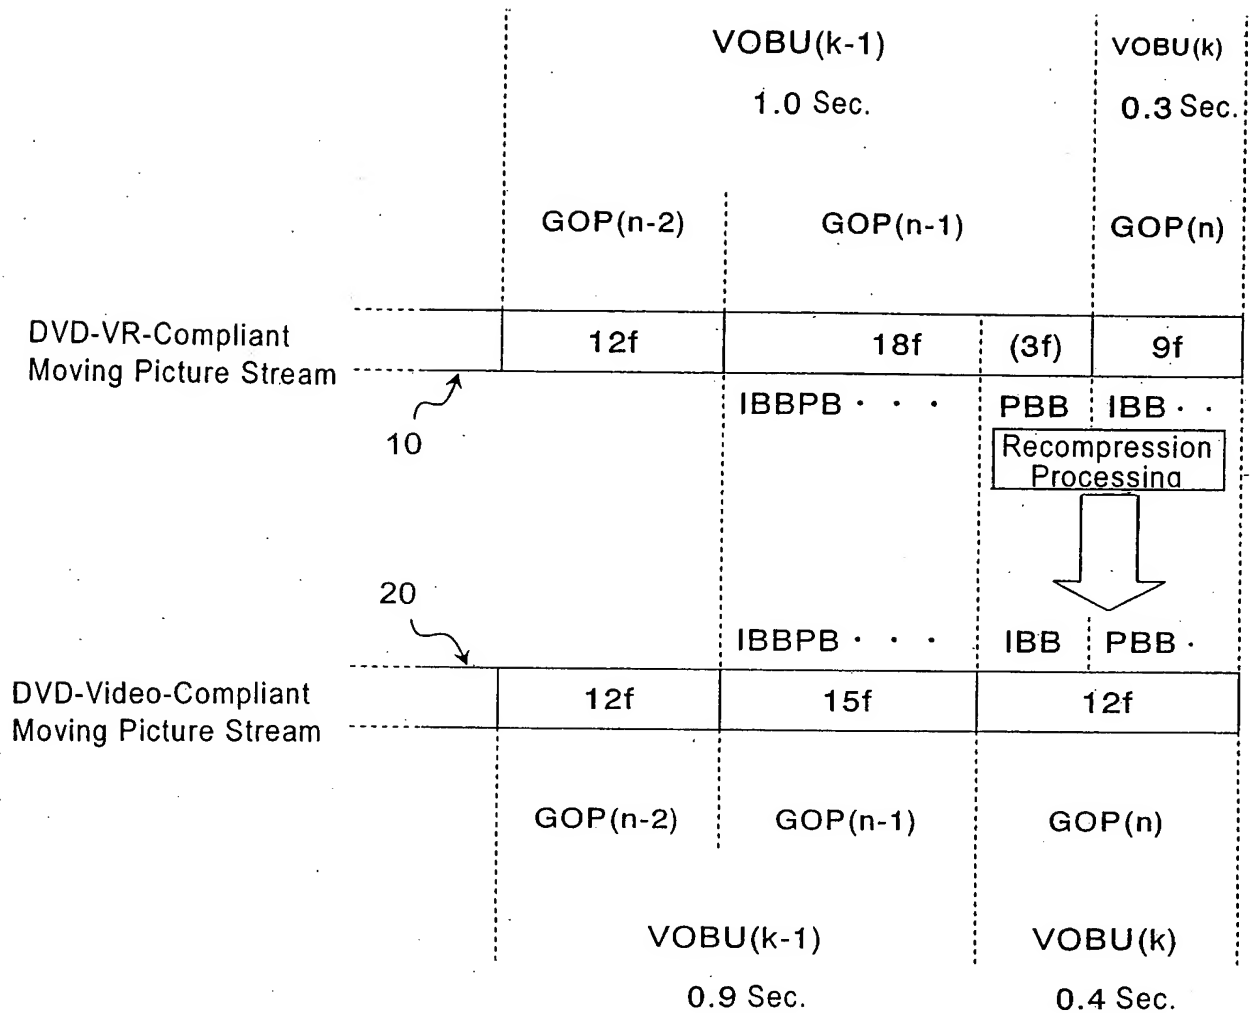 VOBU(k-1) VOBU(k)
1.0 Sec. 0.3 Sec.
GOP(n-2) GOP(n-1) GOP(n)
DVD-VR-Compliant
Moving Picture Stream
12f 18f (3f) 9f
IBBPB · · · PBB IBB · ·
10
Recompression
Processing
20
IBBPB · · · IBB PBB ·
DVD-Video-Compliant
Moving Picture Stream
12f 15f 12f
GOP(n-2) GOP(n-1) GOP(n)
VOBU(k-1) VOBU(k)
0.9 Sec. 0.4 Sec.